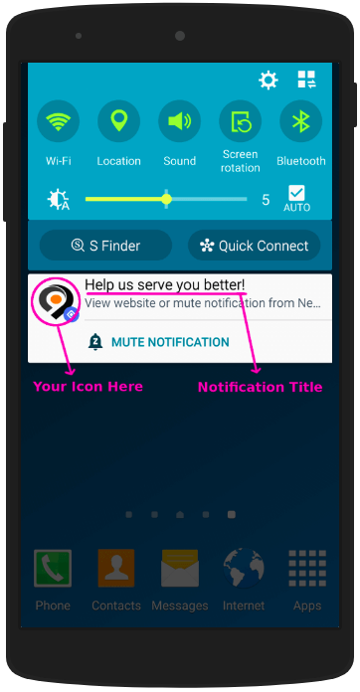 Wi-Fi
Location
Sound
Screen
rotation
Bluetooth
A
5
AUTO
S Finder
Quick Connect
Help us serve you better!
View website or mute notification from Ne...
z MUTE NOTIFICATION
Your Icon Here
Notification Title
Phone
Contacts
Messages
Internet
Apps